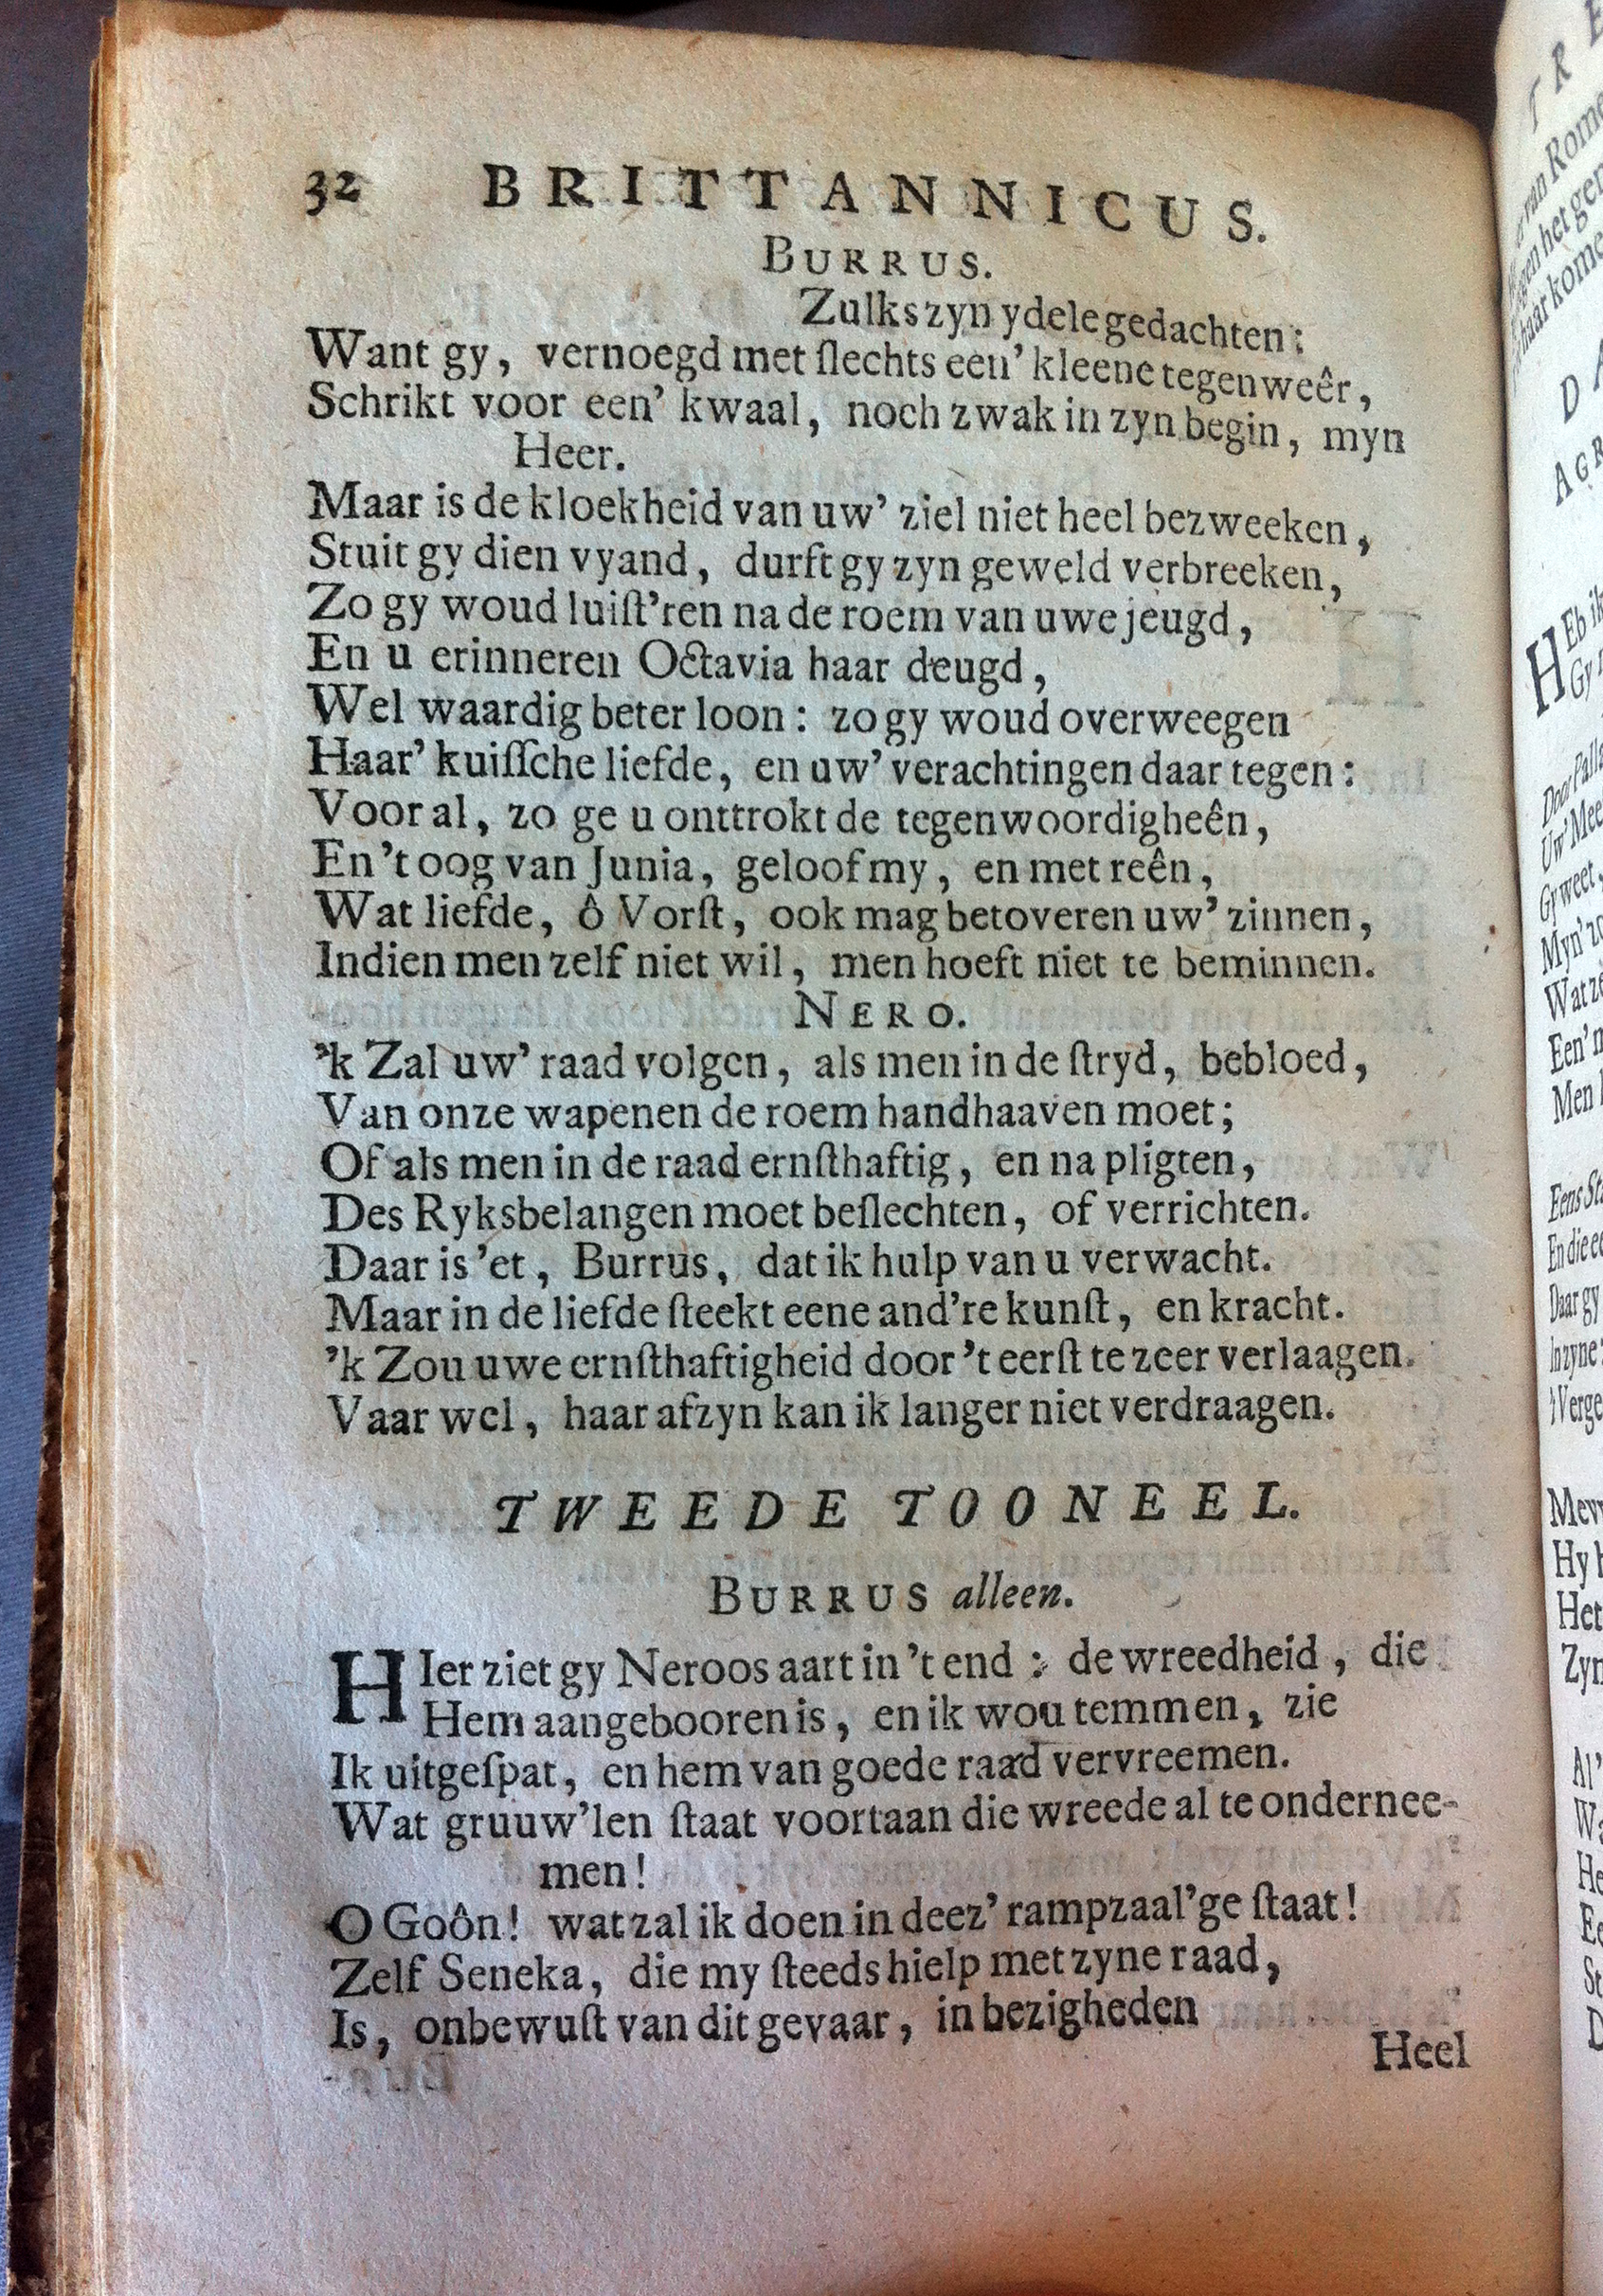 32 BRITTANNICUS.
BURRUS.
Zulks zyn ydele gedachten:
Want gy, vernoegd met ſlechts een' kleene tegenweêr,
Schrikt voor een' kwaal, noch zwak in zyn begin, myn
Heer.
Maar is de kloekheid van uw' ziel niet heel bezweeken,
Stuit gy dien vyand, durft gy zyn geweld verbreeken,
Zo gy woud luiſt'ren na de roem van uwe jeugd,
En u erinneren Octavia haar deugd,
Wel waardig beter loon: zo gy woud overweegen
Haar' kuiſſche liefde, en uw' verachtingen daar tegen:
Voor al, zo ge u onttrokt de tegenwoordigheên,
En 't oog van Junia, geloof my, en met reên,
Wat liefde, ô Vorſt, ook mag betoveren uw' zinnen,
Indien men zelf niet wil, men hoeft niet te beminnen.
NERO.
'k Zal uw' raad volgen, als men in de ſtryd, bebloed,
Van onze wapenen de roem handhaaven moet;
Of als men in de raad ernſthaftig, en na pligten,
Des Ryksbelangen moet beſlechten, of verrichten.
Daar is 'et, Burrus, dat ik hulp van u verwacht.
Maar in de liefde ſteekt eene and're kunſt, en kracht.
'k Zou uwe ernſthaftigheid door 't eerſt te zeer verlaagen.
Vaar wel, haar afzyn kan ik langer niet verdraagen.
TWEEDE TOONEEL.
BURRUS alleen.
HIer ziet gy Neroos aart in 't end: de wreedheid, die
Hem aangebooren is, en ik wou temmen, zie
Ik uitgeſpat, en hem van goede raad vervreemen.
Wat gruuw'len ſtaat voortaan die wreede al te ondernee-
men!
O Goôn! wat zal ik doen in deez' rampzaal'ge ſtaat!
Zelf Seneka, die my ſteeds hielp met zyne raad,
Is, onbewuſt van dit gevaar, in bezigheden
Heel